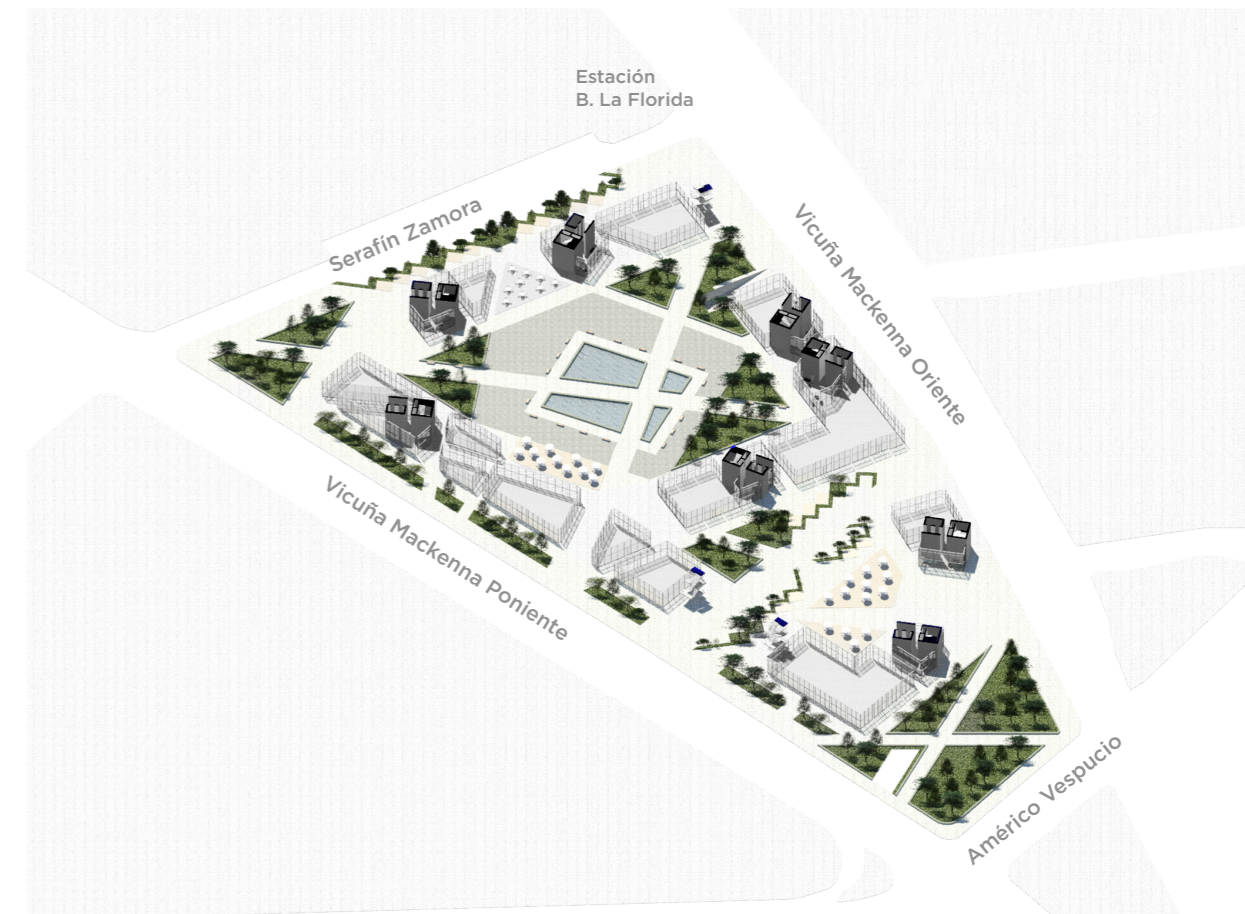 Estación
B. La Florida
Serafín Zamora
Vicuña Mackenna Oriente
Vicuña Mackenna Poniente
Américo Vespucio